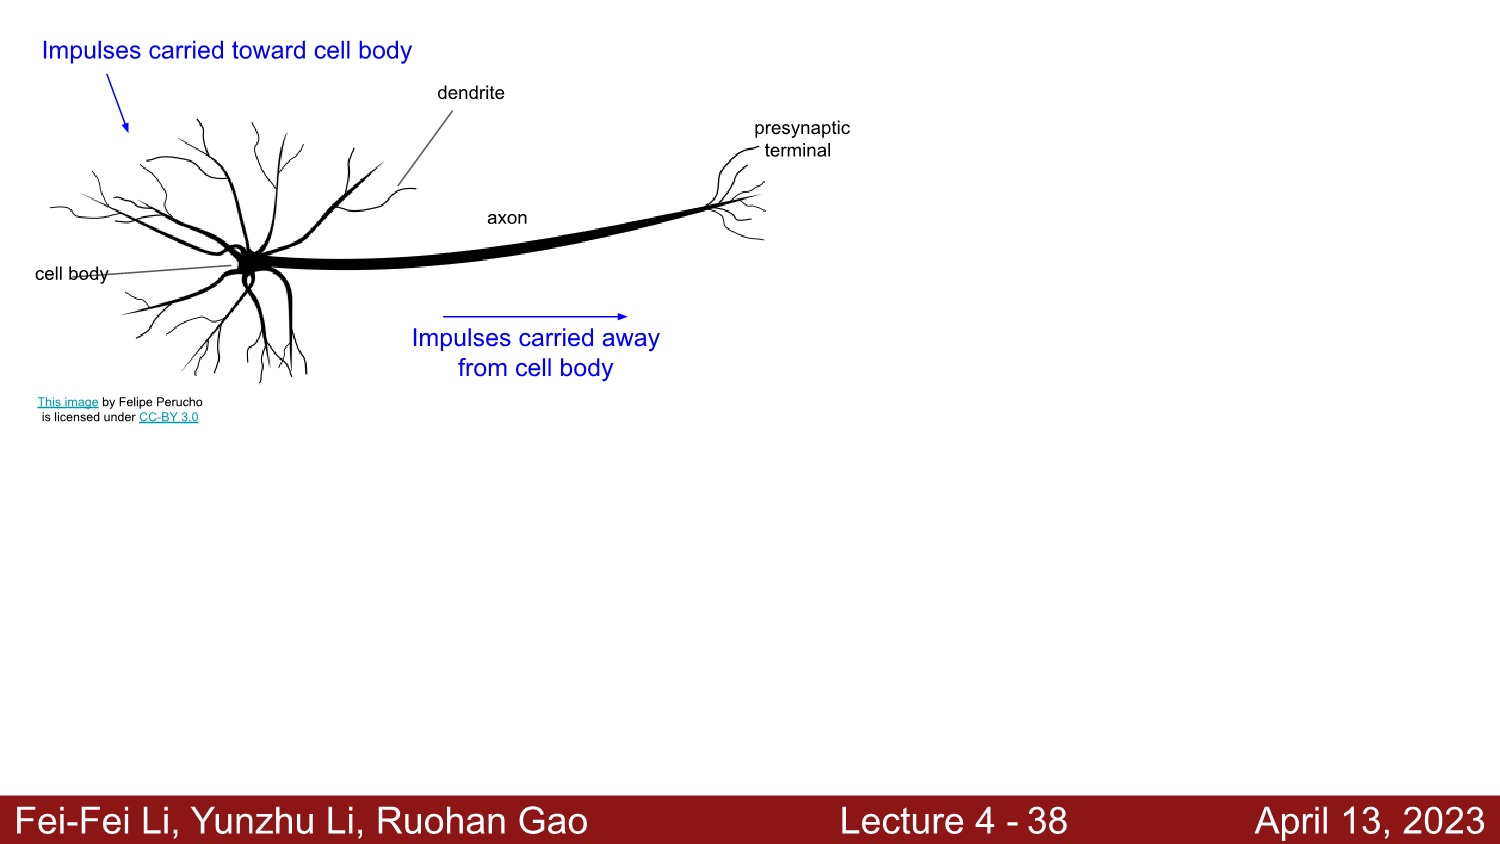 Impulses carried toward cell body
dendrite
presynaptic
terminal
axon
cell body
Impulses carried away
from cell body
This image by Felipe Perucho
is licensed under CC-BY 3.0
Fei-Fei Li, Yunzhu Li, Ruohan Gao
Lecture 4 - 38
April 13, 2023